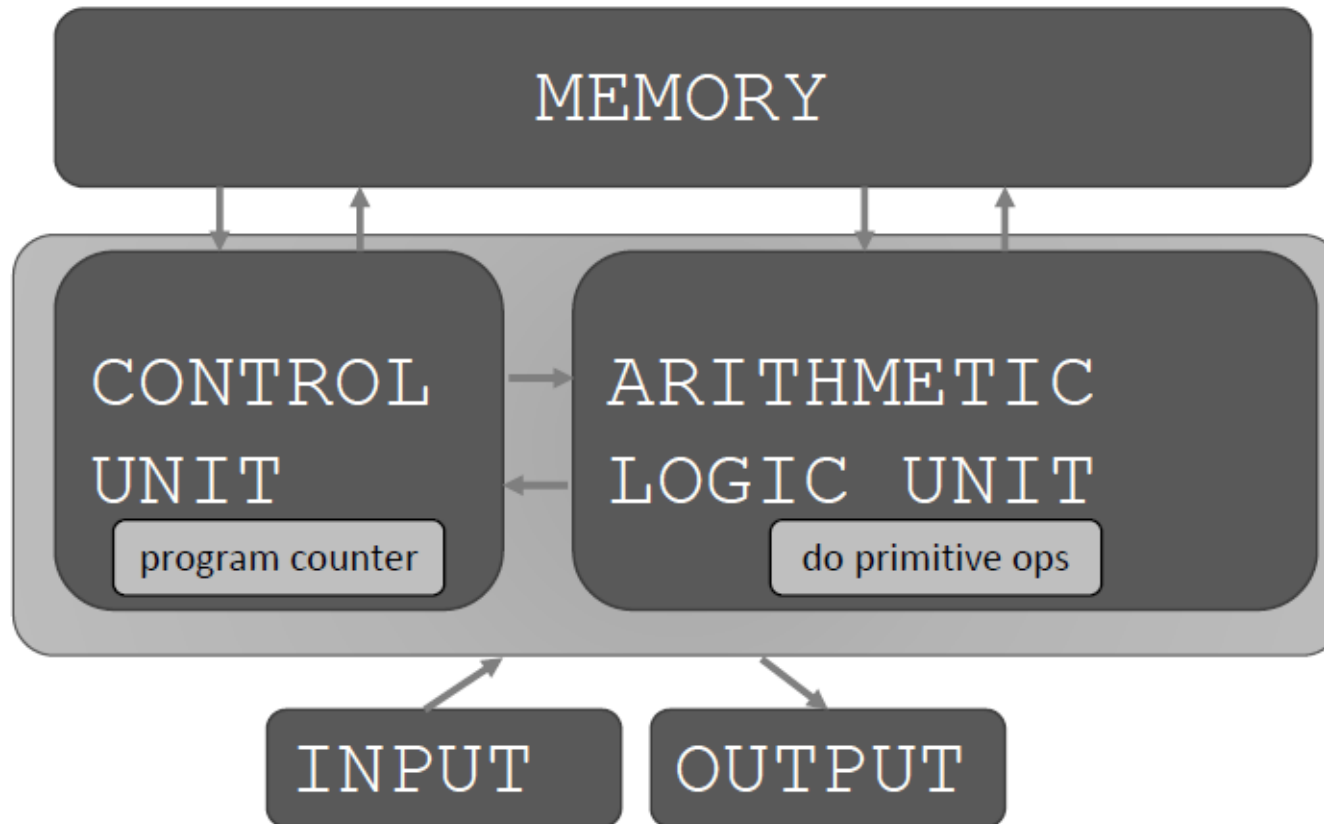 MEMORY
CONTROL
UNIT
program counter
ARITHMETIC
LOGIC UNIT
do primitive ops
INPUT
OUTPUT